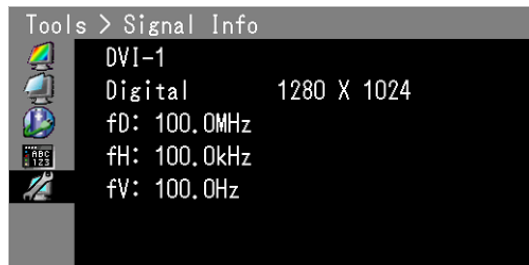 Tools > Signal Info
DVI-1
Digital 1280 X 1024
fD: 100.0MHz
ABC
123
fH: 100.0kHz
fV: 100.0Hz